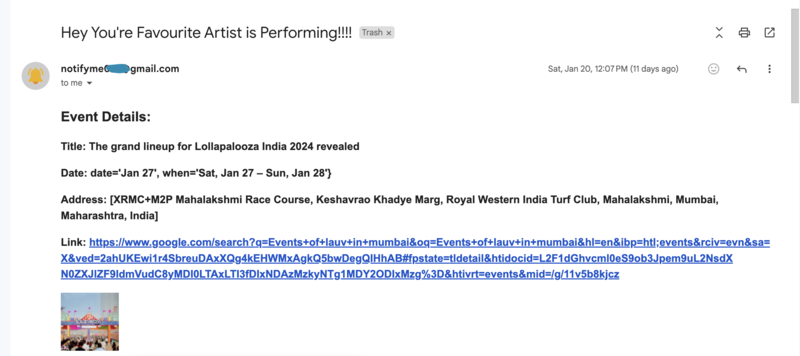 Hey You're Favourite Artist is Performing!!!! Trash ×
notifyme gmail.com Sat, Jan 20, 12:07 PM (11 days ago)
to me
Event Details:
Title: The grand lineup for Lollapalooza India 2024 revealed
Date: date='Jan 27', when='Sat, Jan 27 – Sun, Jan 28'}
Address: [XRMC+M2P Mahalakshmi Race Course, Keshavrao Khadye Marg, Royal Western India Turf Club, Mahalakshmi, Mumbai,
Maharashtra, India]
Link: https://www.google.com/search?q=Events+of+lauv+in+mumbai&oq=Events+of+lauv+in+mumbai&hl=en&ibp=htl;events&rciv=evn&sa=
X&ved=2ahUKEwi1r4SbreuDAxXQg4kEHWMxAgkQ5bwDegQIHhAB#fpstate=tldetail&htidocid=L2F1dGhvcml0eS9ob3Jpem9uL2NsdX
N0ZXJlZF9ldmVudC8yMDI0LTAxLTI3fDIxNDAzMzkyNTg1MDY2ODIxMzg%3D&htivrt=events&mid=/g/11v5b8kjcz